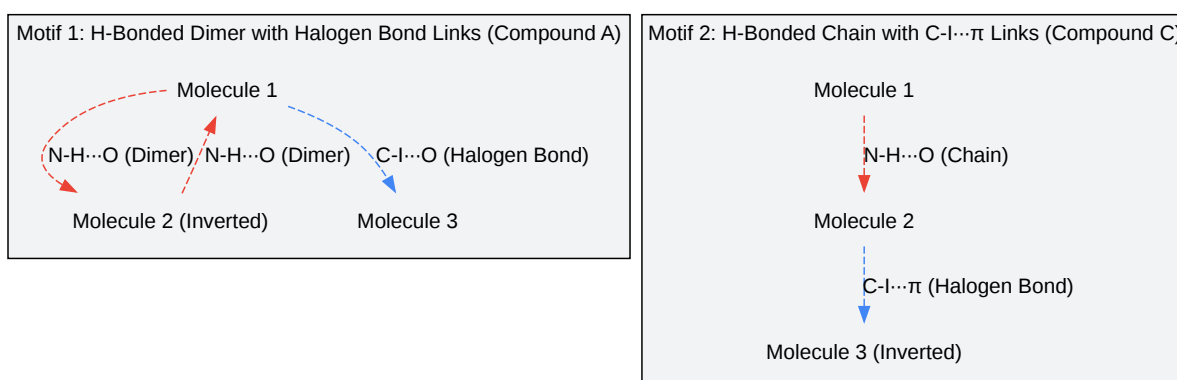 Motif 1: H-Bonded Dimer with Halogen Bond Links (Compound A)
Molecule 1
N-H···O (Dimer)
N-H···O (Dimer)
C-I···O (Halogen Bond)
Molecule 2 (Inverted)
Molecule 3
Motif 2: H-Bonded Chain with C-I···π Links (Compound C)
Molecule 1
N-H···O (Chain)
Molecule 2
C-I···π (Halogen Bond)
Molecule 3 (Inverted)